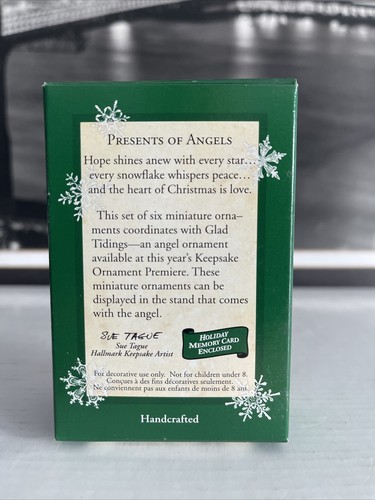 PRESENTS OF ANGELS
Hope shines anew with every star...
every snowflake whispers peace...
and the heart of Christmas is love.
This set of six miniature orna–
ments coordinates with Glad
Tidings—an angel ornament
available at this year's Keepsake
Ornament Premiere. These
miniature ornaments can be
displayed in the stand that comes
with the angel.
SUE TAGUE
Sue Tague
Hallmark Keepsake Artist
HOLIDAY
MEMORY CARD
ENCLOSED
For decorative use only. Not for children under 8.
Conçues à des fins décoratives seulement.
Ne conviennent pas aux enfants de moins de 8 ans.
Handcrafted